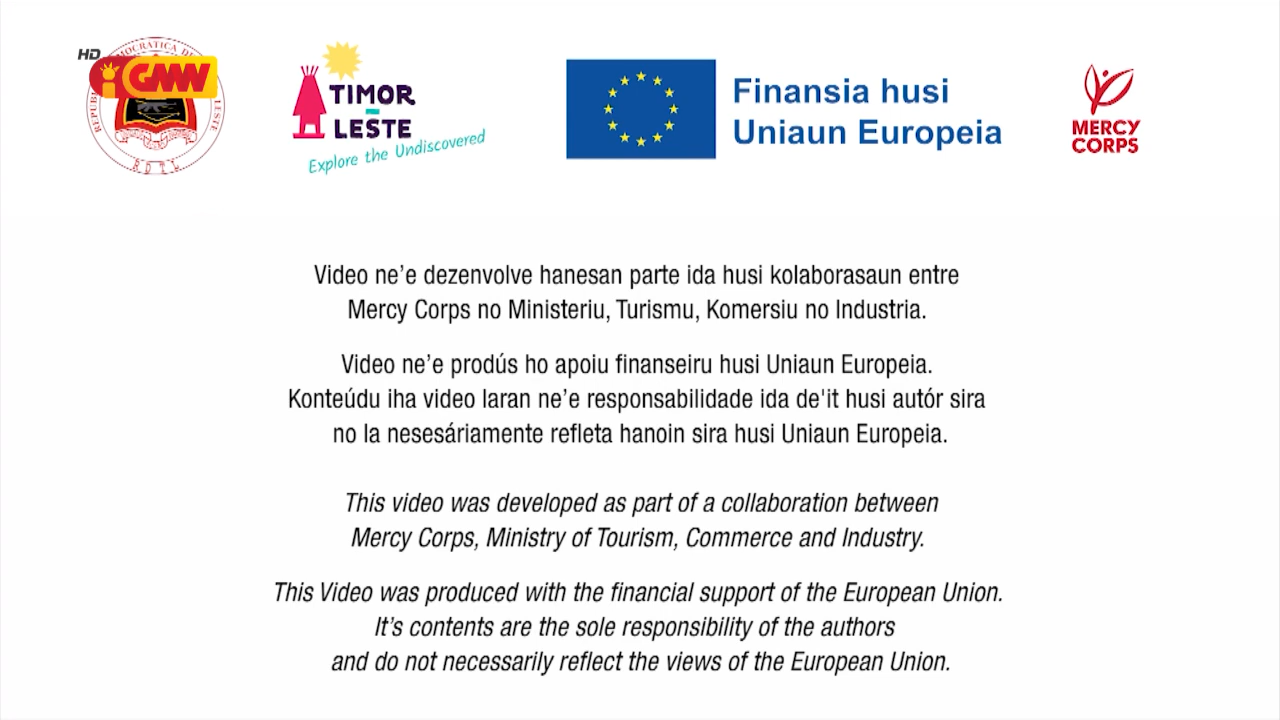 HD
GMW
TIMOR
LESTE
Explore the Undiscovered
Finansia husi
Uniaun Europeia
MERCY
CORPS
RDTL
Video ne’e dezenvolve hanesan parte ida husi kolaborasaun entre
Mercy Corps no Ministeriu, Turismu, Komersiu no Industria.
Video ne’e prodús ho apoiu finanseiru husi Uniaun Europeia.
Konteúdu iha video laran ne’e responsabilidade ida de'it husi autór sira
no la nesesáriamente refleta hanoin sira husi Uniaun Europeia.
This video was developed as part of a collaboration between
Mercy Corps, Ministry of Tourism, Commerce and Industry.
This Video was produced with the financial support of the European Union.
It’s contents are the sole responsibility of the authors
and do not necessarily reflect the views of the European Union.